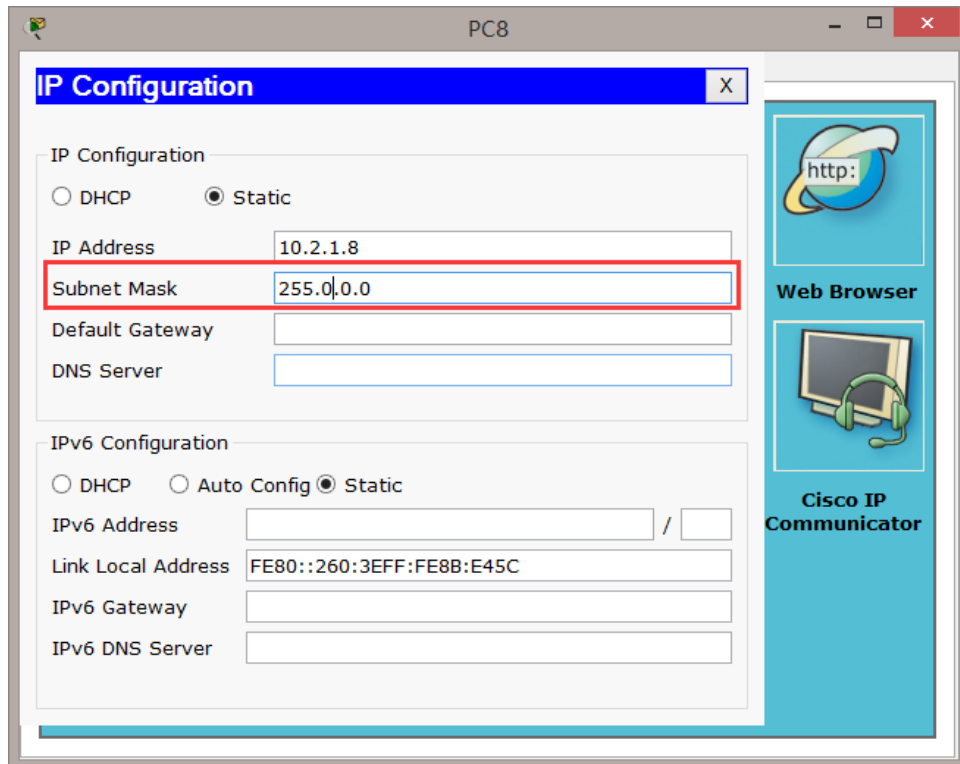 PC8
IP Configuration
X
IP Configuration
DHCP Static
IP Address 10.2.1.8
Subnet Mask 255.0.0.0
Default Gateway
DNS Server
IPv6 Configuration
DHCP Auto Config Static
IPv6 Address /
Link Local Address FE80::260:3EFF:FE8B:E45C
IPv6 Gateway
IPv6 DNS Server
http:
Web Browser
Cisco IP
Communicator